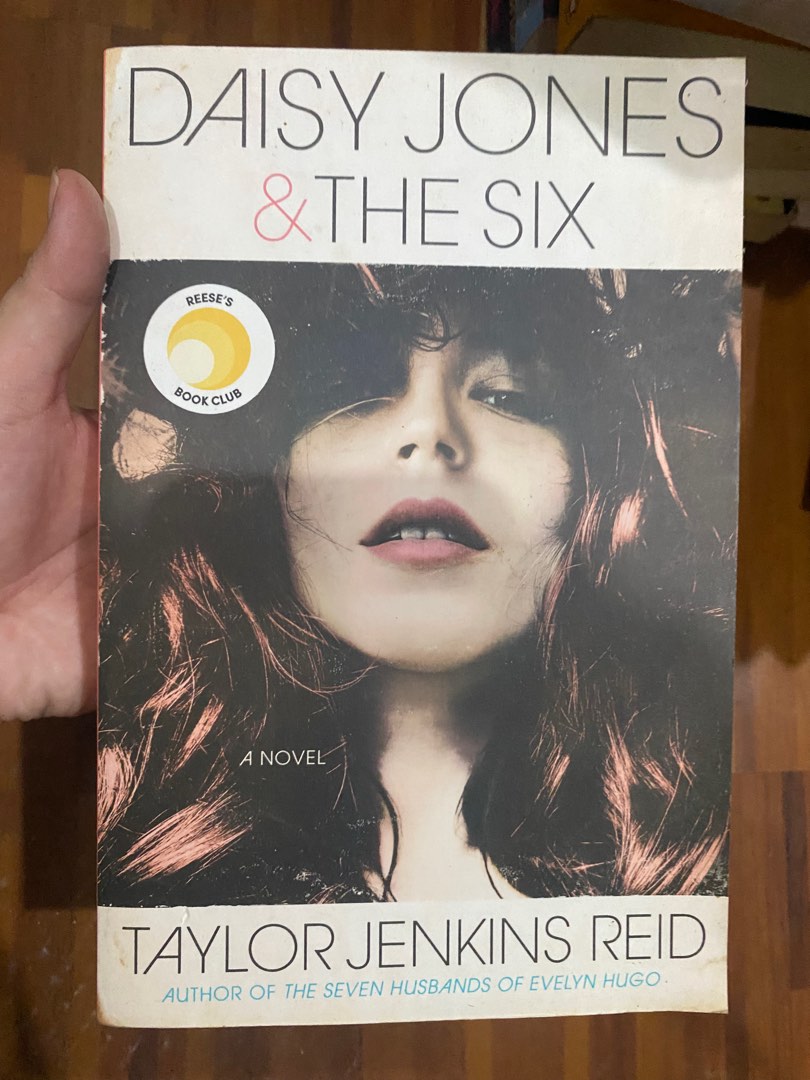 DAISY JONES
& THE SIX
REESE'S
BOOK CLUB
A NOVEL
TAYLOR JENKINS REID
AUTHOR OF THE SEVEN HUSBANDS OF EVELYN HUGO